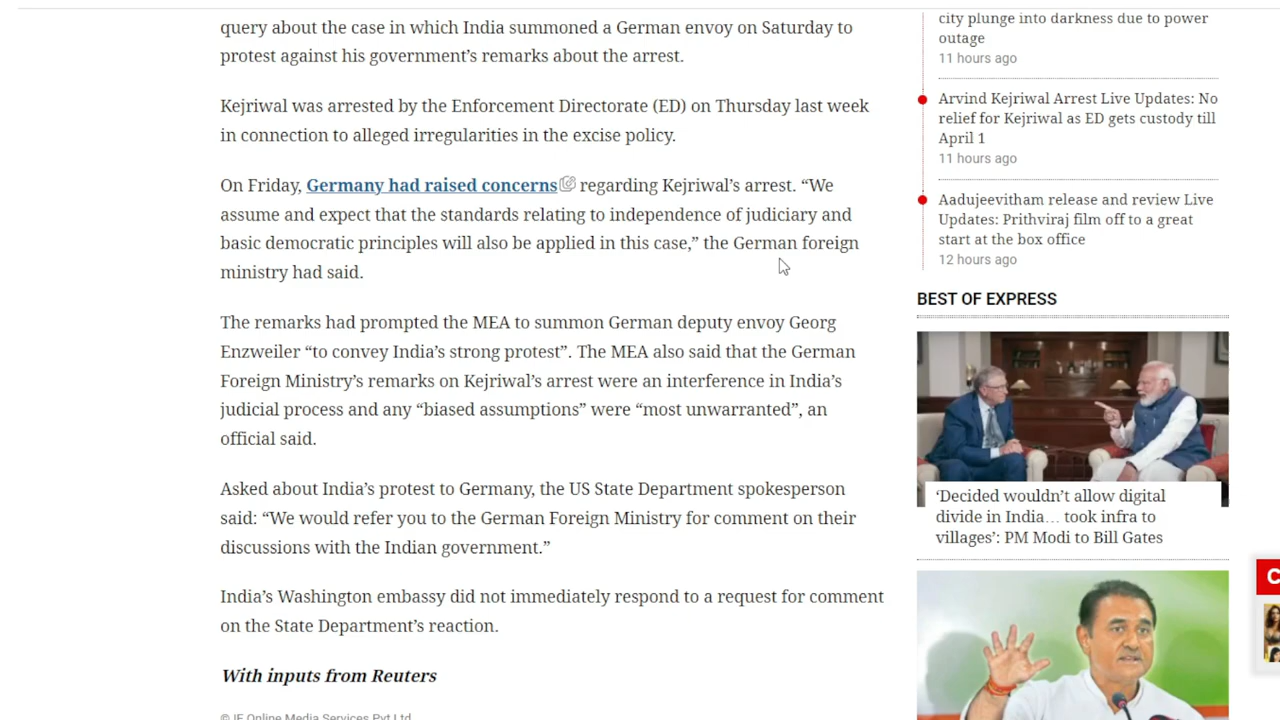 query about the case in which India summoned a German envoy on Saturday to
protest against his government’s remarks about the arrest.
Kejriwal was arrested by the Enforcement Directorate (ED) on Thursday last week
in connection to alleged irregularities in the excise policy.
On Friday, Germany had raised concerns regarding Kejriwal’s arrest. “We
assume and expect that the standards relating to independence of judiciary and
basic democratic principles will also be applied in this case,” the German foreign
ministry had said.
The remarks had prompted the MEA to summon German deputy envoy Georg
Enzweiler “to convey India’s strong protest”. The MEA also said that the German
Foreign Ministry’s remarks on Kejriwal’s arrest were an interference in India’s
judicial process and any “biased assumptions” were “most unwarranted”, an
official said.
Asked about India’s protest to Germany, the US State Department spokesperson
said: “We would refer you to the German Foreign Ministry for comment on their
discussions with the Indian government.”
India’s Washington embassy did not immediately respond to a request for comment
on the State Department’s reaction.
With inputs from Reuters
© IE Online Media Services Pvt Ltd
city plunge into darkness due to power
outage
11 hours ago
Arvind Kejriwal Arrest Live Updates: No
relief for Kejriwal as ED gets custody till
April 1
11 hours ago
Aadujeevitham release and review Live
Updates: Prithviraj film off to a great
start at the box office
12 hours ago
BEST OF EXPRESS
‘Decided wouldn’t allow digital
divide in India… took infra to
villages’: PM Modi to Bill Gates
C